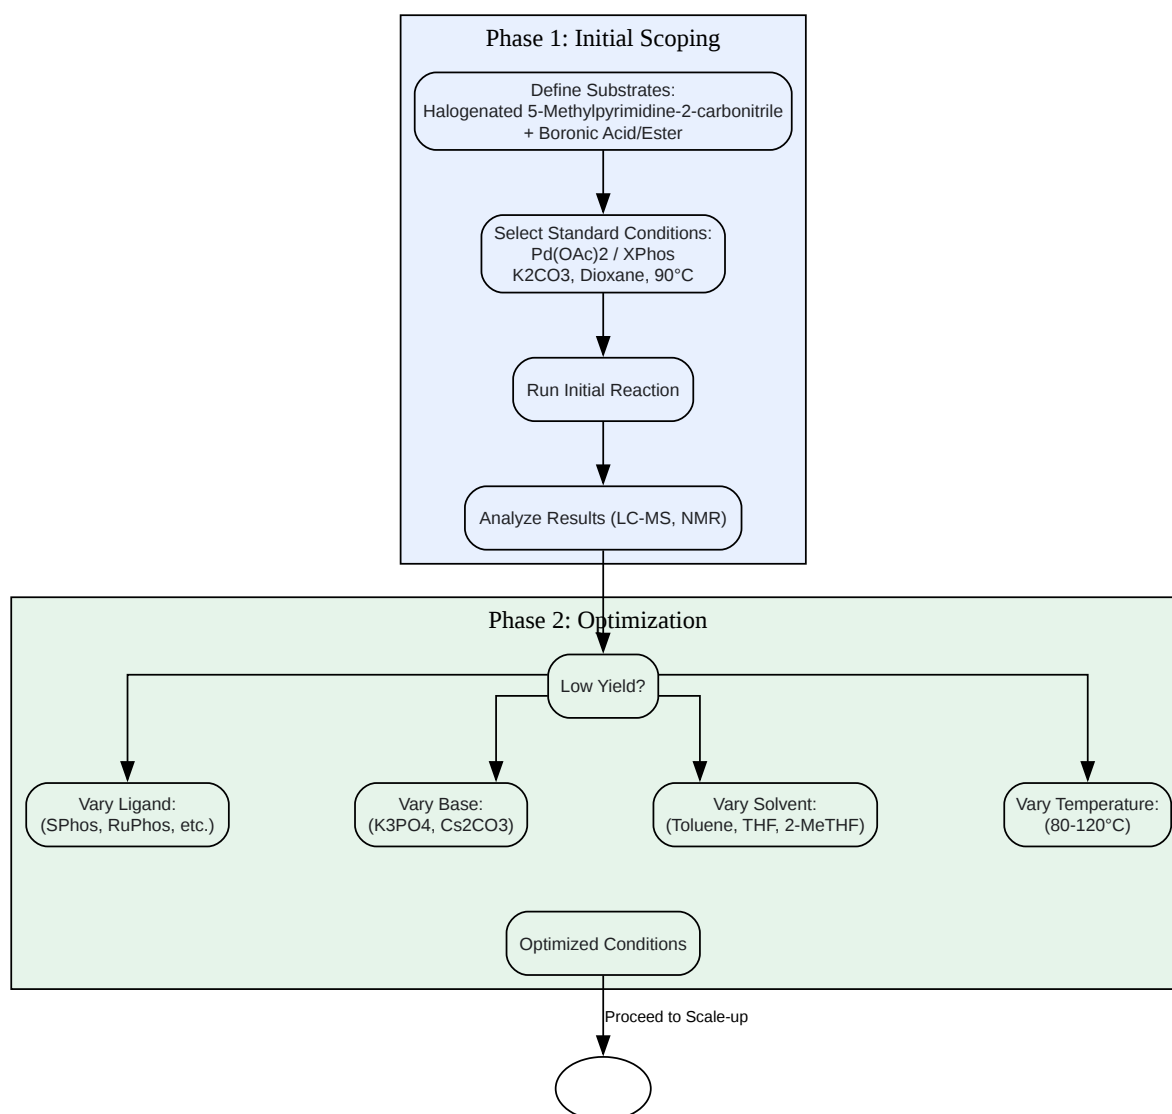 Phase 1: Initial Scoping
Define Substrates:
Halogenated 5-Methylpyrimidine-2-carbonitrile
+ Boronic Acid/Ester
Select Standard Conditions:
Pd(OAc)2 / XPhos
K2CO3, Dioxane, 90°C
Run Initial Reaction
Analyze Results (LC-MS, NMR)
Phase 2: Optimization
Low Yield?
Vary Ligand:
(SPhos, RuPhos, etc.)
Vary Base:
(K3PO4, Cs2CO3)
Vary Solvent:
(Toluene, THF, 2-MeTHF)
Vary Temperature:
(80-120°C)
Optimized Conditions
Proceed to Scale-up